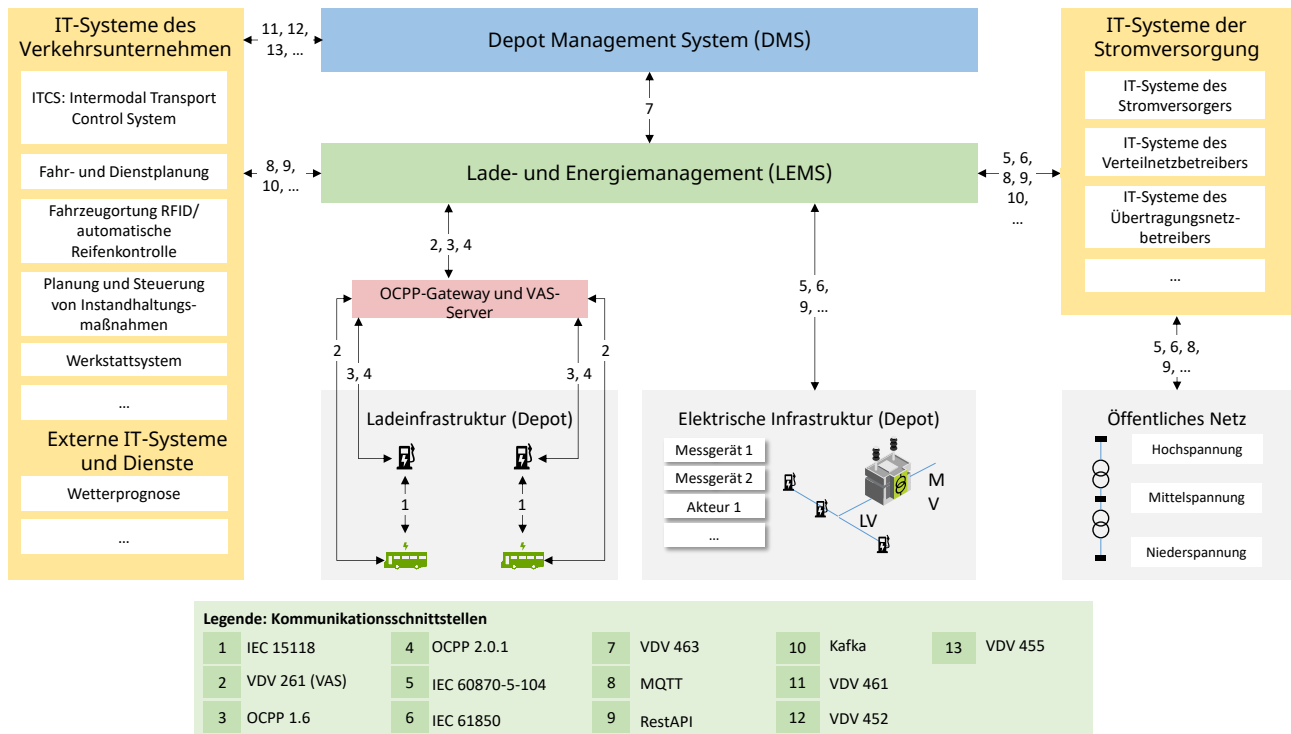 IT-Systeme des
Verkehrsunternehmen
ITCS: Intermodal Transport
Control System
Fahr- und Dienstplanung
Fahrzeugortung RFID/
automatische
Reifenkontrolle
Planung und Steuerung
von Instandhaltungs-
maßnahmen
Werkstattsystem
...
Externe IT-Systeme
und Dienste
Wetterprognose
...
11, 12,
13, ...
Depot Management System (DMS)
7
8, 9,
10, ...
Lade- und Energiemanagement (LEMS)
5, 6,
8, 9,
10,
...
IT-Systeme der
Stromversorgung
IT-Systeme des
Stromversorgers
IT-Systeme des
Verteilnetzbetreibers
IT-Systeme des
Übertragungsnetz-
betreibers
...
2, 3, 4
OCPP-Gateway und VAS-
Server
2
3, 4
3, 4
2
5, 6,
9, ...
5, 6, 8,
9, ...
Ladeinfrastruktur (Depot)
1
1
Elektrische Infrastruktur (Depot)
Messgerät 1
Messgerät 2
Akteur 1
...
LV
M
V
Öffentliches Netz
Hochspannung
Mittelspannung
Niederspannung
Legende: Kommunikationsschnittstellen
1 IEC 15118
2 VDV 261 (VAS)
3 OCPP 1.6
4 OCPP 2.0.1
5 IEC 60870-5-104
6 IEC 61850
7 VDV 463
8 MQTT
9 RestAPI
10 Kafka
11 VDV 461
12 VDV 452
13 VDV 455